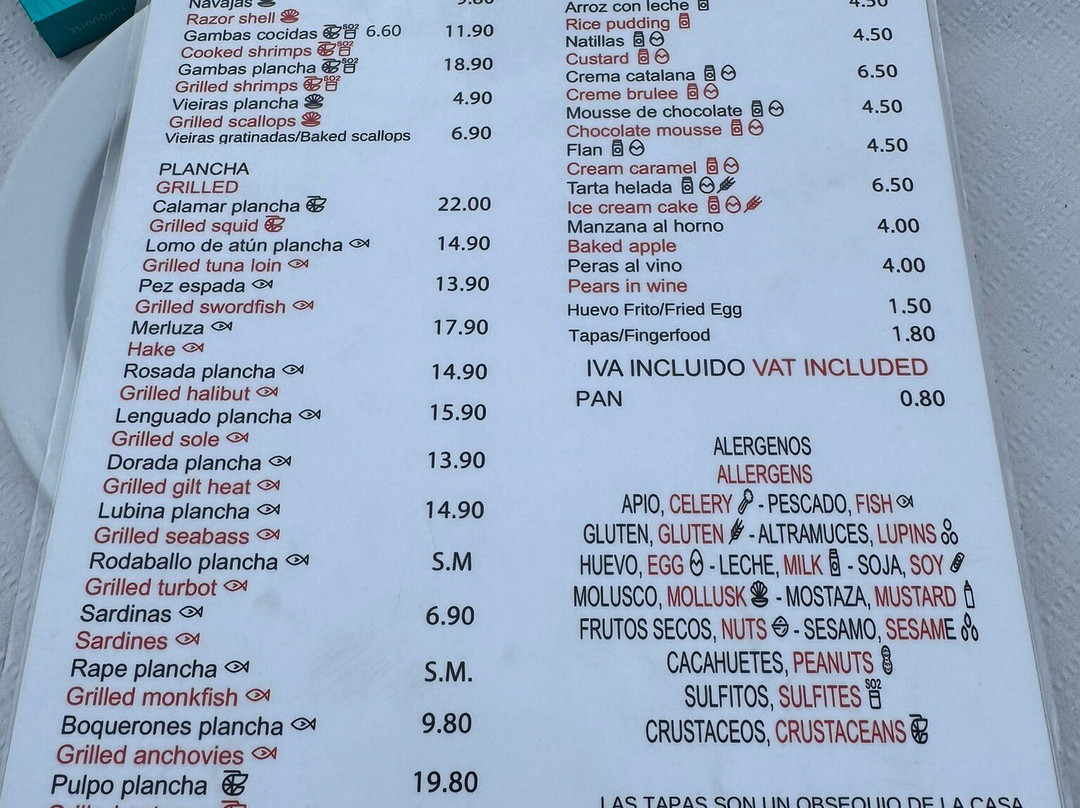 Navajas 9.80
Razor shell
Gambas cocidas SO2 6.60 11.90
Cooked shrimps SO2
Gambas plancha SO2 18.90
Grilled shrimps SO2
Vieiras plancha 4.90
Grilled scallops
Vieiras gratinadas/Baked scallops 6.90
PLANCHA
GRILLED
Calamar plancha 22.00
Grilled squid
Lomo de atún plancha 14.90
Grilled tuna loin
Pez espada 13.90
Grilled swordfish
Merluza 17.90
Hake
Rosada plancha 14.90
Grilled halibut
Lenguado plancha 15.90
Grilled sole
Dorada plancha 13.90
Grilled gilt heat
Lubina plancha 14.90
Grilled seabass
Rodaballo plancha S.M
Grilled turbot
Sardinas 6.90
Sardines
Rape plancha S.M.
Grilled monkfish
Boquerones plancha 9.80
Grilled anchovies
Pulpo plancha 19.80
Arroz con leche 4.50
Rice pudding
Natillas 4.50
Custard
Crema catalana 6.50
Creme brulee
Mousse de chocolate 4.50
Chocolate mousse
Flan 4.50
Cream caramel
Tarta helada 6.50
Ice cream cake
Manzana al horno 4.00
Baked apple
Peras al vino 4.00
Pears in wine
Huevo Frito/Fried Egg 1.50
Tapas/Fingerfood 1.80
IVA INCLUIDO VAT INCLUDED
PAN 0.80
ALERGENOS
ALLERGENS
APIO, CELERY - PESCADO, FISH
GLUTEN, GLUTEN - ALTRAMUCES, LUPINS
HUEVO, EGG - LECHE, MILK - SOJA, SOY
MOLUSCO, MOLLUSK - MOSTAZA, MUSTARD
FRUTOS SECOS, NUTS - SESAMO, SESAME
CACAHUETES, PEANUTS
SULFITOS, SULFITES SO2
CRUSTACEOS, CRUSTACEANS
LAS TAPAS SON UN OBSEQUIO DE LA CASA